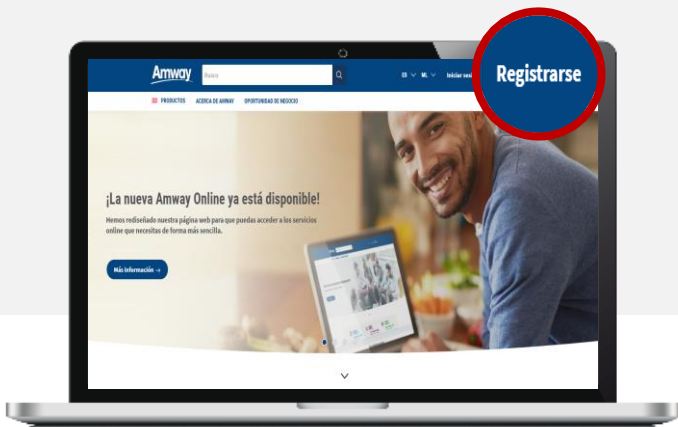 Amway
Busca
ES
ML
Iniciar sesi
Registrarse
PRODUCTOS
ACERCA DE AMWAY
OPORTUNIDAD DE NEGOCIO
¡La nueva Amway Online ya está disponible!
Hemos rediseñado nuestra página web para que puedas acceder a los servicios
online que necesitas de forma más sencilla.
Más información →